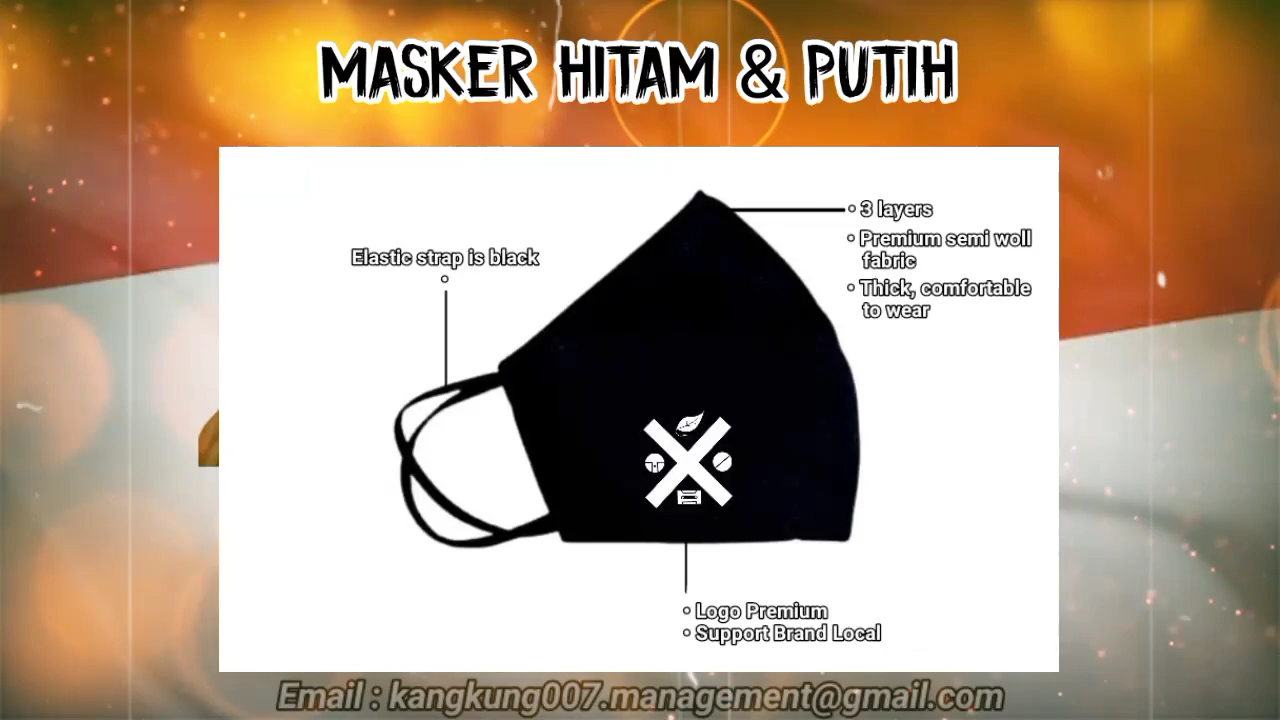 MASKER HITAM & PUTIH
Elastic strap is black
3 layers
Premium semi woll
fabric
Thick, comfortable
to wear
• Logo Premium
• Support Brand Local
Email : kangkung007.management@gmail.com